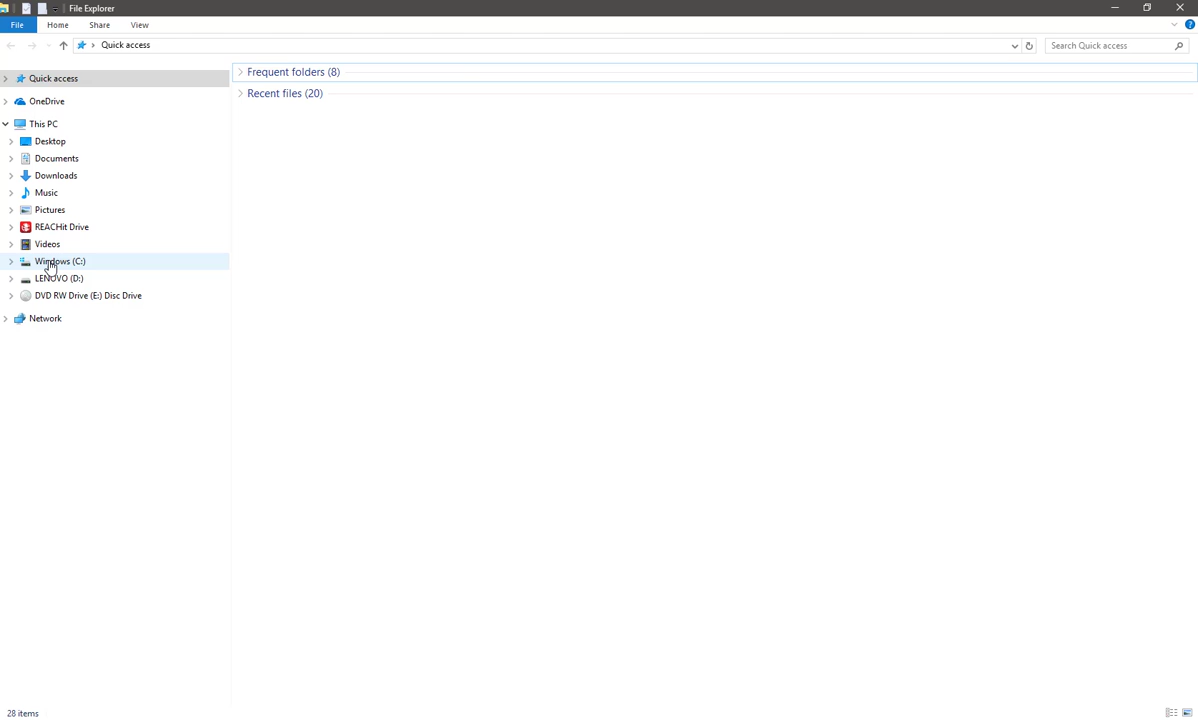 File Explorer
File Home Share View
Quick access
Search Quick access
Quick access
OneDrive
This PC
Desktop
Documents
Downloads
Music
Pictures
REACHit Drive
Videos
Windows (C:)
LENOVO (D:)
DVD RW Drive (E:) Disc Drive
Network
Frequent folders (8)
Recent files (20)
28 items